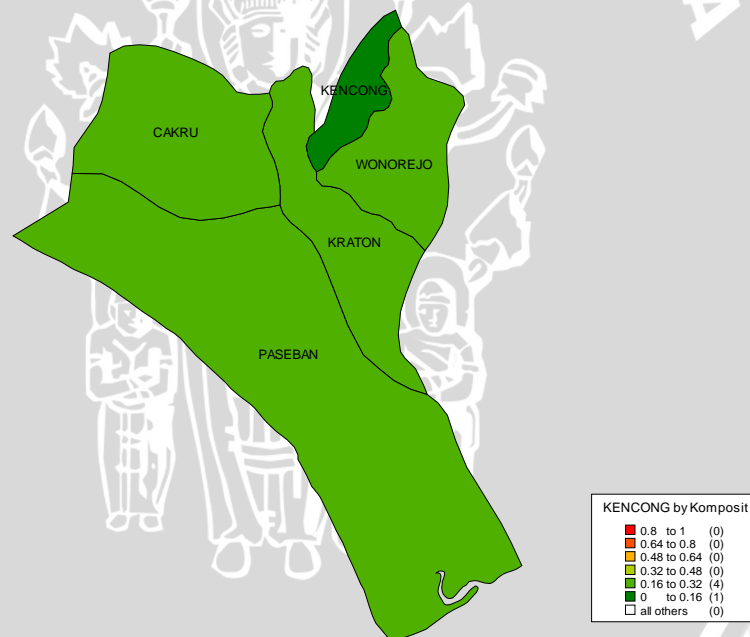 KENCONG
CAKRU
WONOREJO
KRATON
PASEBAN
KENCONG by Komposit
0.8 to 1 (0)
0.64 to 0.8 (0)
0.48 to 0.64 (0)
0.32 to 0.48 (0)
0.16 to 0.32 (4)
0 to 0.16 (1)
all others (0)